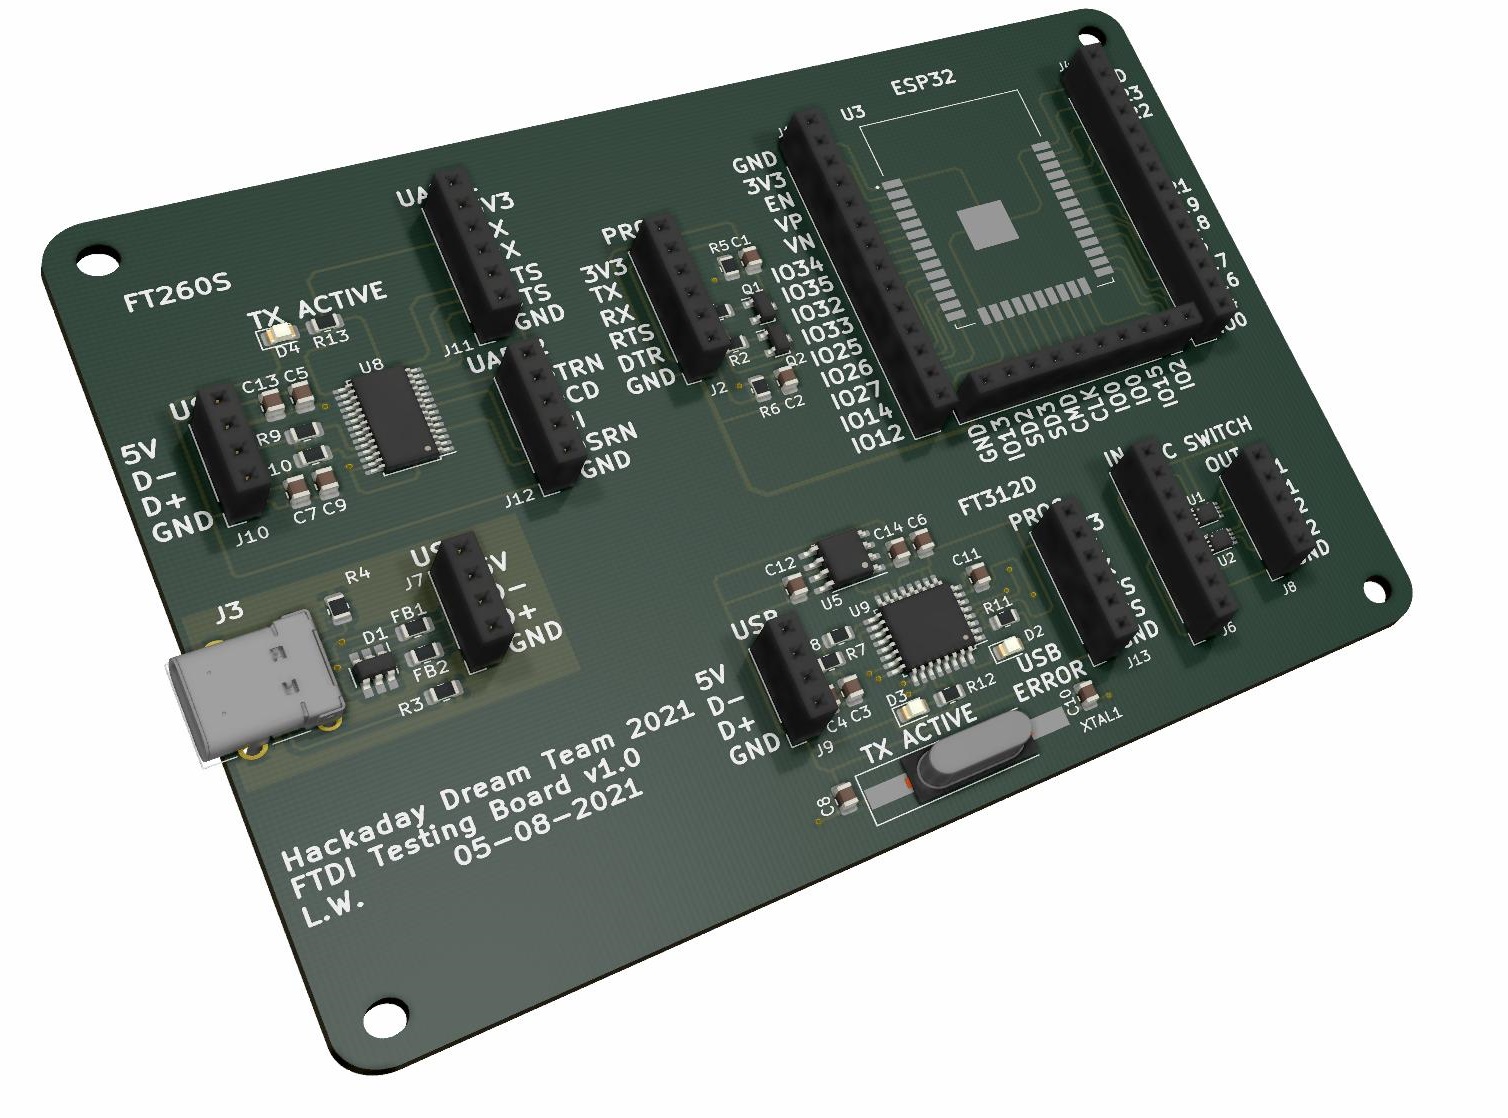 ESP32
U3
GND
3V3
EN
VP
VN
IO34
IO35
IO32
IO33
IO25
IO26
IO27
IO14
IO12
GND
IO13
SD2
SD3
CMD
CLK
IO0
IO15
IO2
FT260S
TX ACTIVE
D4
R13
U8
C13
C5
R9
C7
C9
5V
D-
D+
GND
J10
J11
GND
J12
GND
3V3
TX
RX
RTS
DTR
GND
J2
R5
C1
Q1
R2
Q2
R6
C2
J3
R4
D1
FB1
FB2
R3
J7
GND
FT312D
C12
U5
C14
C6
C11
U9
R11
D2
R7
USB
5V
D-
D+
GND
J9
C4
C3
D3
R12
USB
ERROR
TX ACTIVE
C10
XTAL1
C8
J13
SWITCH
U1
U2
J6
J8
Hackaday Dream Team 2021
FTDI Testing Board v1.0
05-08-2021
L.W.